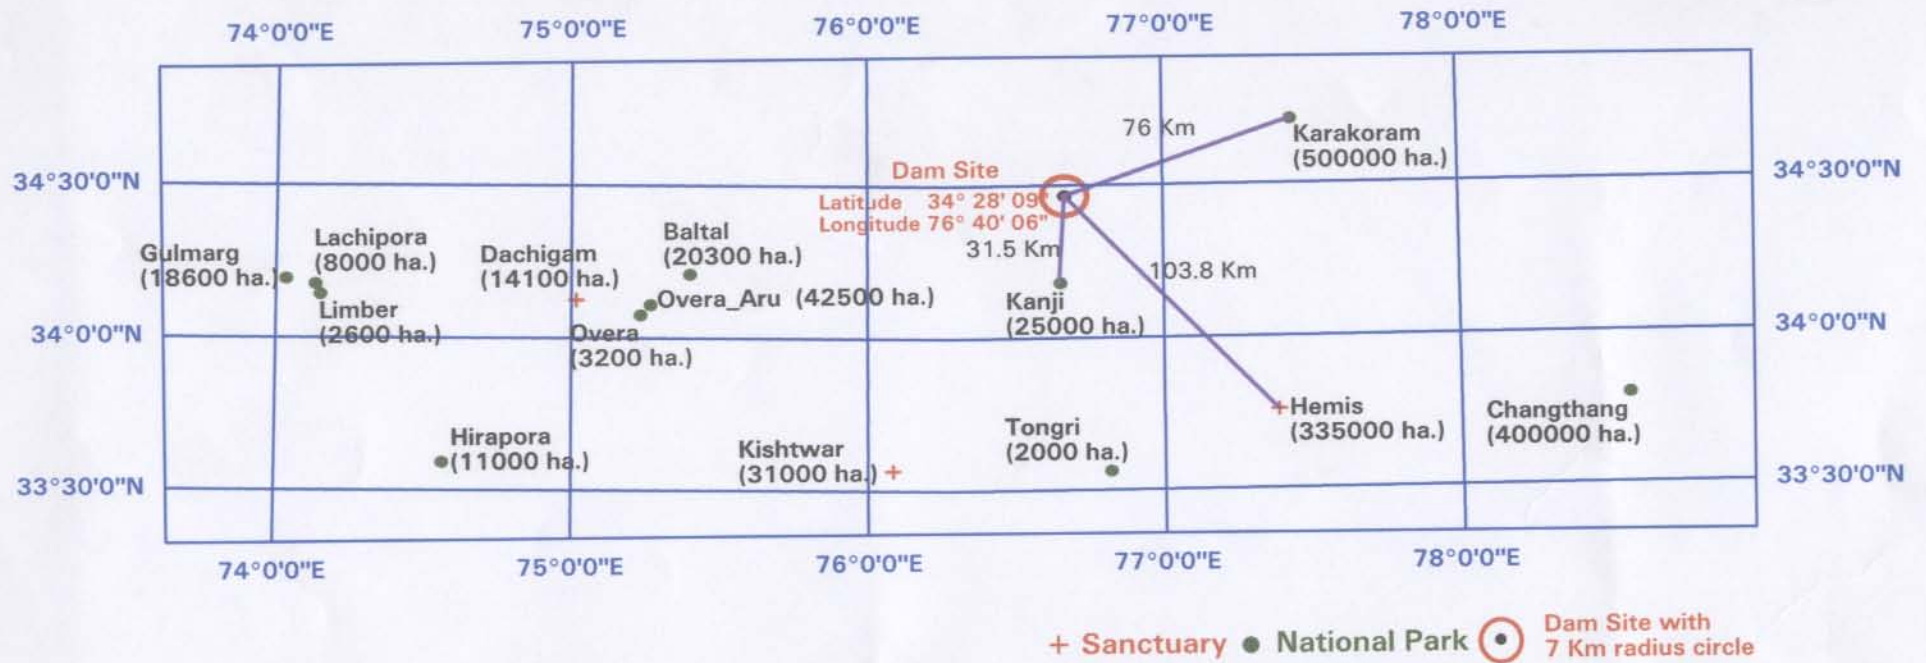 74°0'0"E
75°0'0"E
76°0'0"E
77°0'0"E
78°0'0"E
76 Km
Karakoram
(500000 ha.)
34°30'0"N
34°30'0"N
Dam Site
Latitude 34° 28' 09"
Longitude 76° 40' 06"
31.5 Km
103.8 Km
Gulmarg
(18600 ha.)
Lachipora
(8000 ha.)
Limber
(2600 ha.)
Dachigam
(14100 ha.)
Baltal
(20300 ha.)
Overa_Aru (42500 ha.)
Overa
(3200 ha.)
Kanji
(25000 ha.)
34°0'0"N
34°0'0"N
Hirapora
(11000 ha.)
Kishtwar
(31000 ha.)
Tongri
(2000 ha.)
Hemis
(335000 ha.)
Changthang
(400000 ha.)
33°30'0"N
33°30'0"N
74°0'0"E
75°0'0"E
76°0'0"E
77°0'0"E
78°0'0"E
+ Sanctuary
National Park
Dam Site with
7 Km radius circle